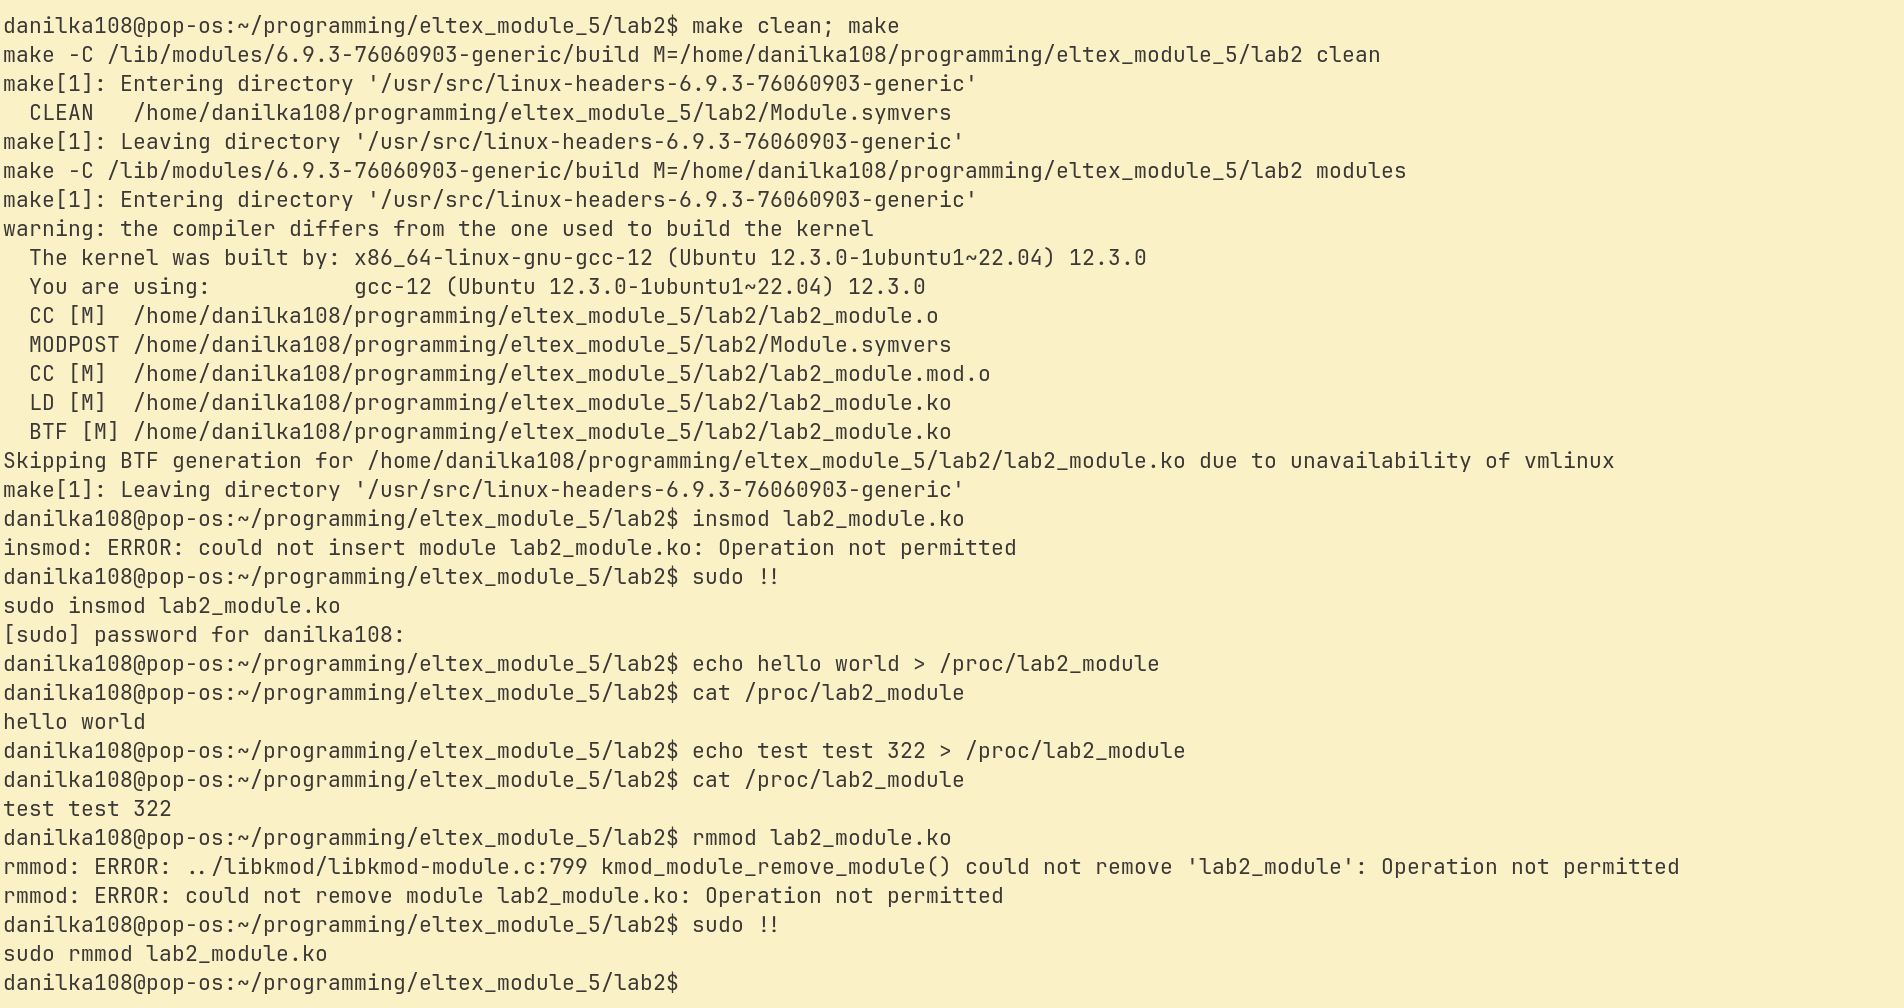 danilka108@pop-os:~/programming/eltex_module_5/lab2$ make clean; make
make -C /lib/modules/6.9.3-76060903-generic/build M=/home/danilka108/programming/eltex_module_5/lab2 clean
make[1]: Entering directory '/usr/src/linux-headers-6.9.3-76060903-generic'
  CLEAN   /home/danilka108/programming/eltex_module_5/lab2/Module.symvers
make[1]: Leaving directory '/usr/src/linux-headers-6.9.3-76060903-generic'
make -C /lib/modules/6.9.3-76060903-generic/build M=/home/danilka108/programming/eltex_module_5/lab2 modules
make[1]: Entering directory '/usr/src/linux-headers-6.9.3-76060903-generic'
warning: the compiler differs from the one used to build the kernel
  The kernel was built by: x86_64-linux-gnu-gcc-12 (Ubuntu 12.3.0-1ubuntu1~22.04) 12.3.0
  You are using:           gcc-12 (Ubuntu 12.3.0-1ubuntu1~22.04) 12.3.0
  CC [M]  /home/danilka108/programming/eltex_module_5/lab2/lab2_module.o
  MODPOST /home/danilka108/programming/eltex_module_5/lab2/Module.symvers
  CC [M]  /home/danilka108/programming/eltex_module_5/lab2/lab2_module.mod.o
  LD [M]  /home/danilka108/programming/eltex_module_5/lab2/lab2_module.ko
  BTF [M] /home/danilka108/programming/eltex_module_5/lab2/lab2_module.ko
Skipping BTF generation for /home/danilka108/programming/eltex_module_5/lab2/lab2_module.ko due to unavailability of vmlinux
make[1]: Leaving directory '/usr/src/linux-headers-6.9.3-76060903-generic'
danilka108@pop-os:~/programming/eltex_module_5/lab2$ insmod lab2_module.ko
insmod: ERROR: could not insert module lab2_module.ko: Operation not permitted
danilka108@pop-os:~/programming/eltex_module_5/lab2$ sudo !!
sudo insmod lab2_module.ko
[sudo] password for danilka108:
danilka108@pop-os:~/programming/eltex_module_5/lab2$ echo hello world > /proc/lab2_module
danilka108@pop-os:~/programming/eltex_module_5/lab2$ cat /proc/lab2_module
hello world
danilka108@pop-os:~/programming/eltex_module_5/lab2$ echo test test 322 > /proc/lab2_module
danilka108@pop-os:~/programming/eltex_module_5/lab2$ cat /proc/lab2_module
test test 322
danilka108@pop-os:~/programming/eltex_module_5/lab2$ rmmod lab2_module.ko
rmmod: ERROR: ../libkmod/libkmod-module.c:799 kmod_module_remove_module() could not remove 'lab2_module': Operation not permitted
rmmod: ERROR: could not remove module lab2_module.ko: Operation not permitted
danilka108@pop-os:~/programming/eltex_module_5/lab2$ sudo !!
sudo rmmod lab2_module.ko
danilka108@pop-os:~/programming/eltex_module_5/lab2$